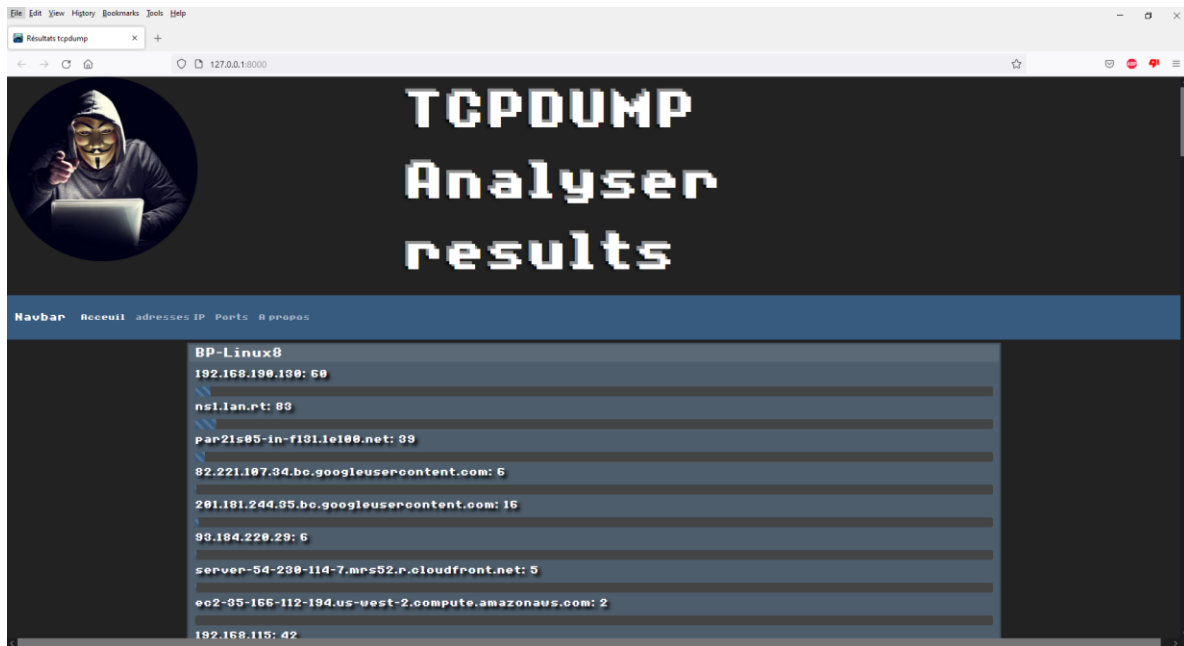 File Edit View History Bookmarks Tools Help
Résultats tcpdump
127.0.0.1:8000
TCPDUMP
Analyser
results
Navbar Acceuil adresses IP Ports A propos
BP-Linux8
192.168.190.130: 60
ns1.lan.rt: 83
par21s05-in-f131.1e100.net: 39
82.221.107.34.bc.googleusercontent.com: 6
201.181.244.35.bc.googleusercontent.com: 16
93.184.220.29: 6
server-54-230-114-7.mrs52.r.cloudfront.net: 5
ec2-35-166-112-194.us-west-2.compute.amazonaws.com: 2
192.168.115: 42